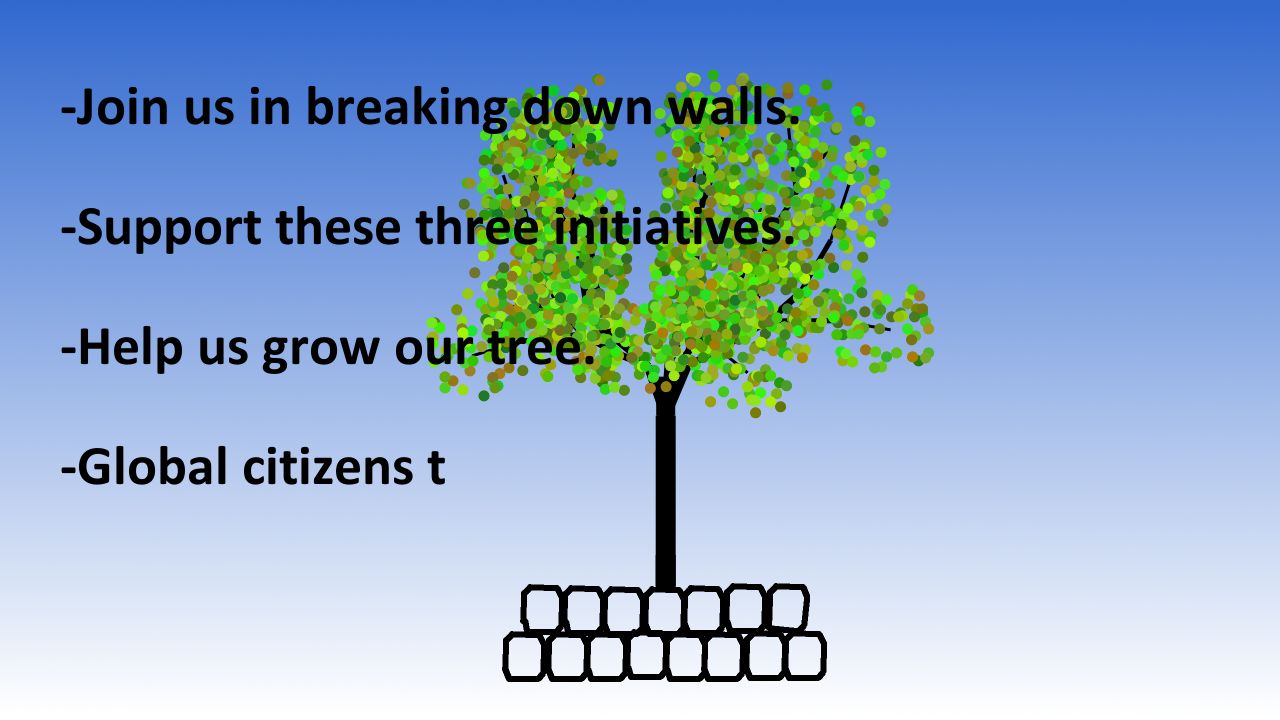 -Join us in breaking down walls.
-Support these three initiatives.
-Help us grow our tree.
-Global citizens t